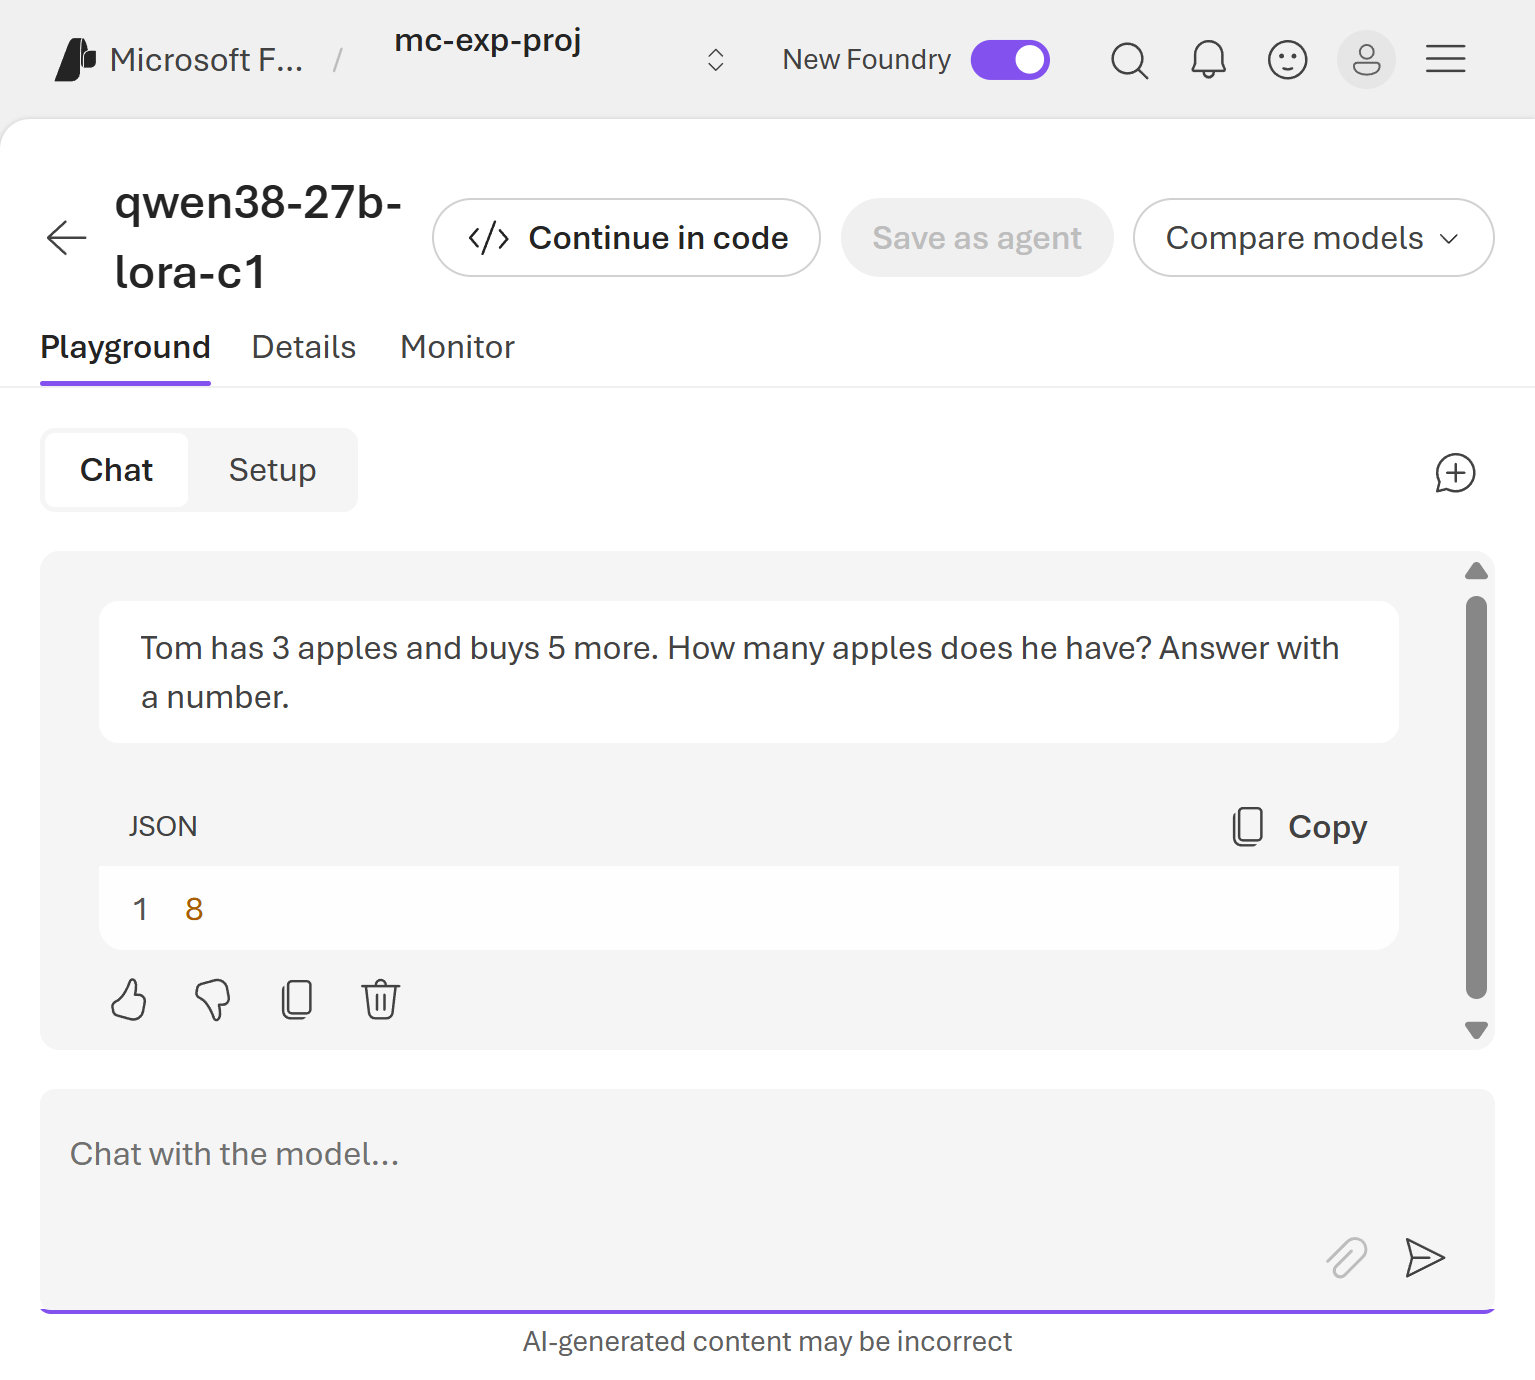 Microsoft F... / mc-exp-proj New Foundry
qwen38-27b-
lora-c1
Continue in code
Save as agent
Compare models
Playground Details Monitor
Chat Setup
Tom has 3 apples and buys 5 more. How many apples does he have? Answer with
a number.
JSON Copy
1 8
Chat with the model...
AI-generated content may be incorrect